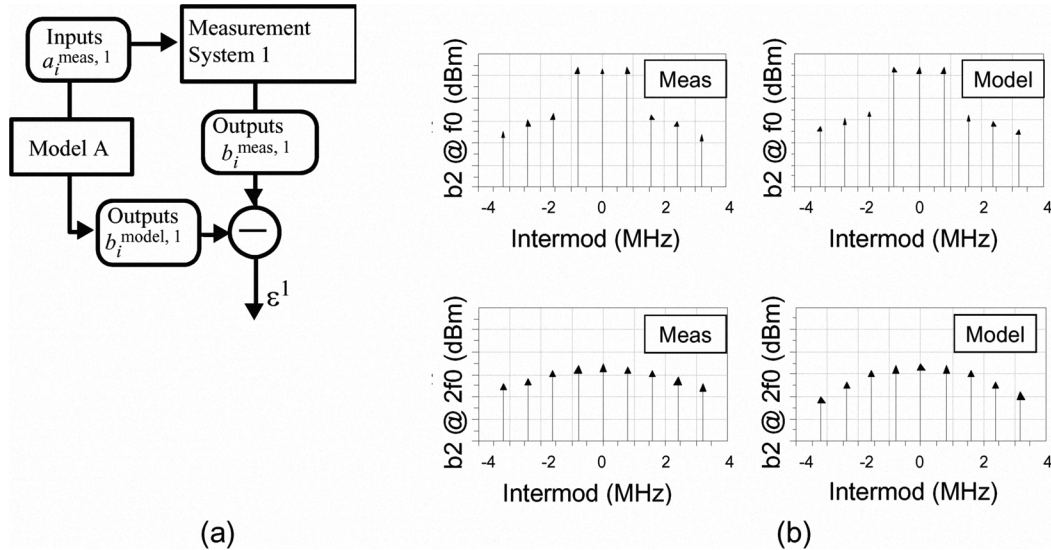 Inputs
a_i^meas, 1
Measurement
System 1
Model A
Outputs
b_i^meas, 1
Outputs
b_i^model, 1
—
ε^1
(a)
b2 @ f0 (dBm)
Meas
-4 -2 0 2 4
Intermod (MHz)
b2 @ f0 (dBm)
Model
-4 -2 0 2 4
Intermod (MHz)
b2 @ 2f0 (dBm)
Meas
-4 -2 0 2 4
Intermod (MHz)
b2 @ 2f0 (dBm)
Model
-4 -2 0 2 4
Intermod (MHz)
(b)